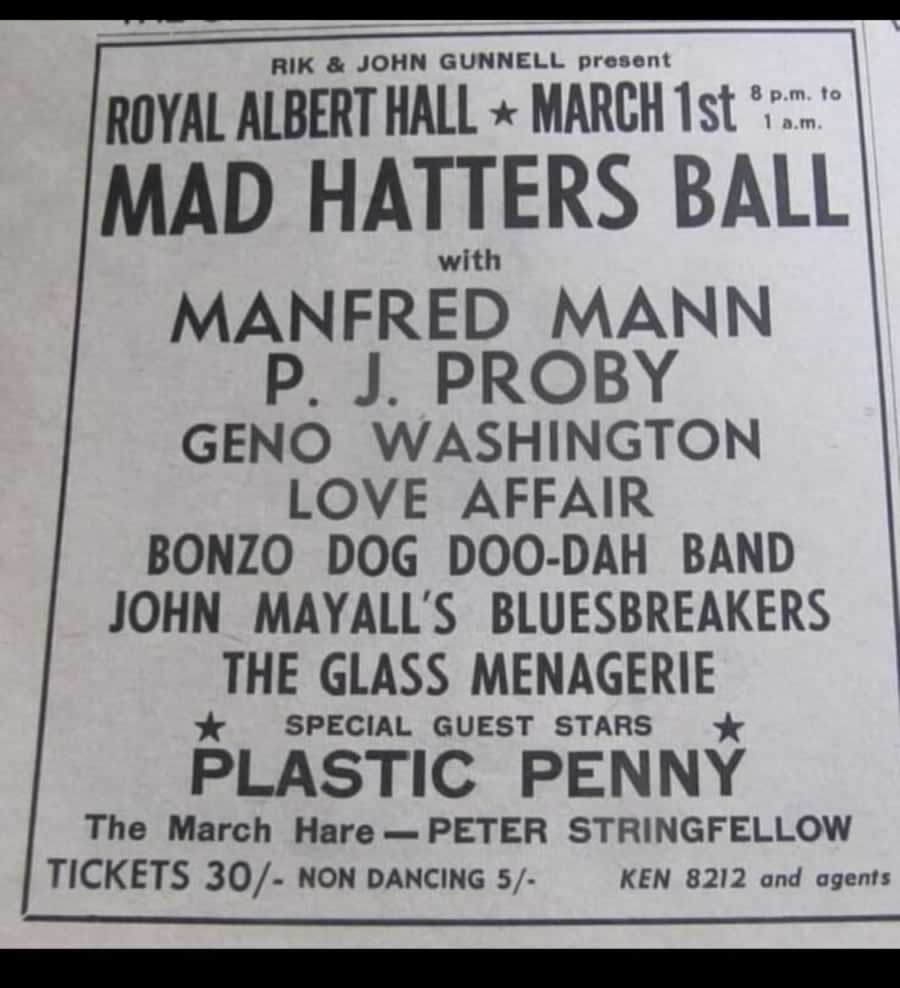 RIK & JOHN GUNNELL present
ROYAL ALBERT HALL ★ MARCH 1st 8 p.m. to 1 a.m.
MAD HATTERS BALL
with
MANFRED MANN
P. J. PROBY
GENO WASHINGTON
LOVE AFFAIR
BONZO DOG DOO-DAH BAND
JOHN MAYALL'S BLUESBREAKERS
THE GLASS MENAGERIE
★ SPECIAL GUEST STARS ★
PLASTIC PENNY
The March Hare — PETER STRINGFELLOW
TICKETS 30/- NON DANCING 5/- KEN 8212 and agents